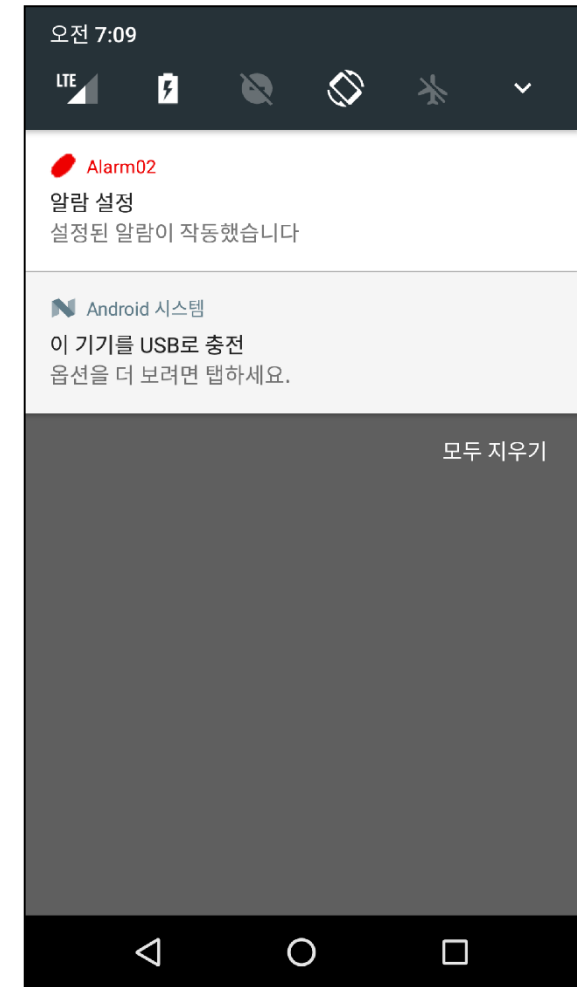 오전 7:09
LTE
Alarm02
알람 설정
설정된 알람이 작동했습니다
Android 시스템
이 기기를 USB로 충전
옵션을 더 보려면 탭하세요.
모두 지우기